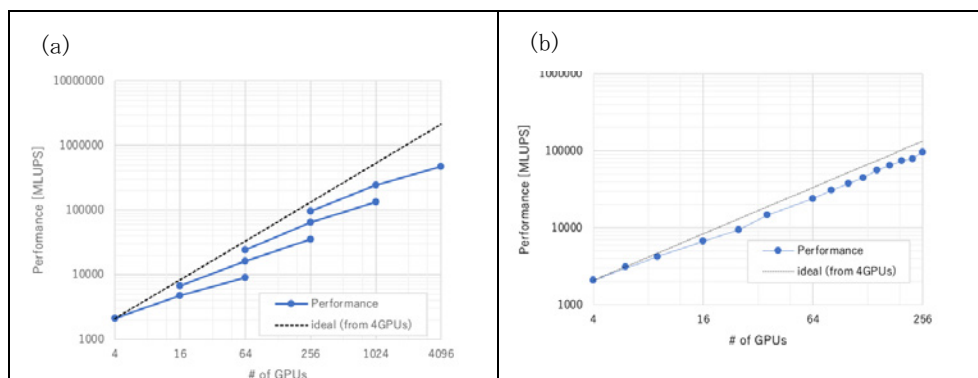 (a)
10000000
1000000
100000
10000
1000
Perfomance [MLUPS]
4 16 64 256 1024 4096
# of GPUs
Performance
ideal (from 4GPUs)
(b)
1000000
100000
10000
1000
Performance [MLUPS]
4 16 64 256
# of GPUs
Performance
ideal (from 4GPUs)